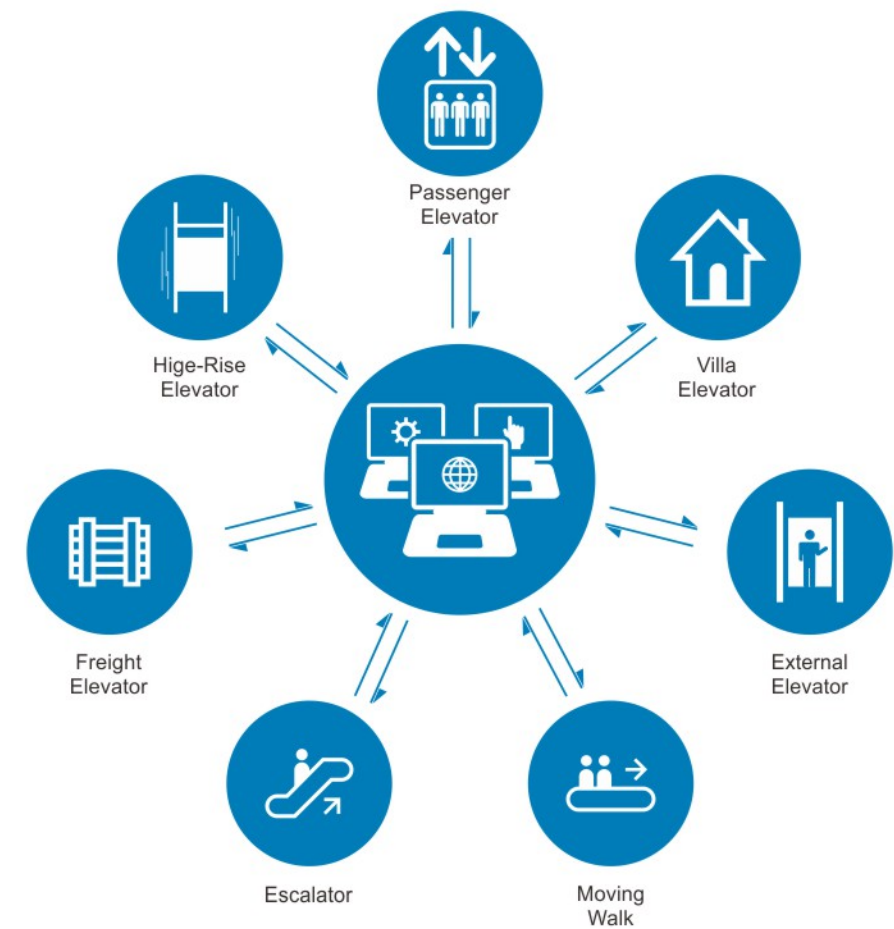 Passenger
Elevator
Hige-Rise
Elevator
Villa
Elevator
Freight
Elevator
External
Elevator
Escalator
Moving
Walk